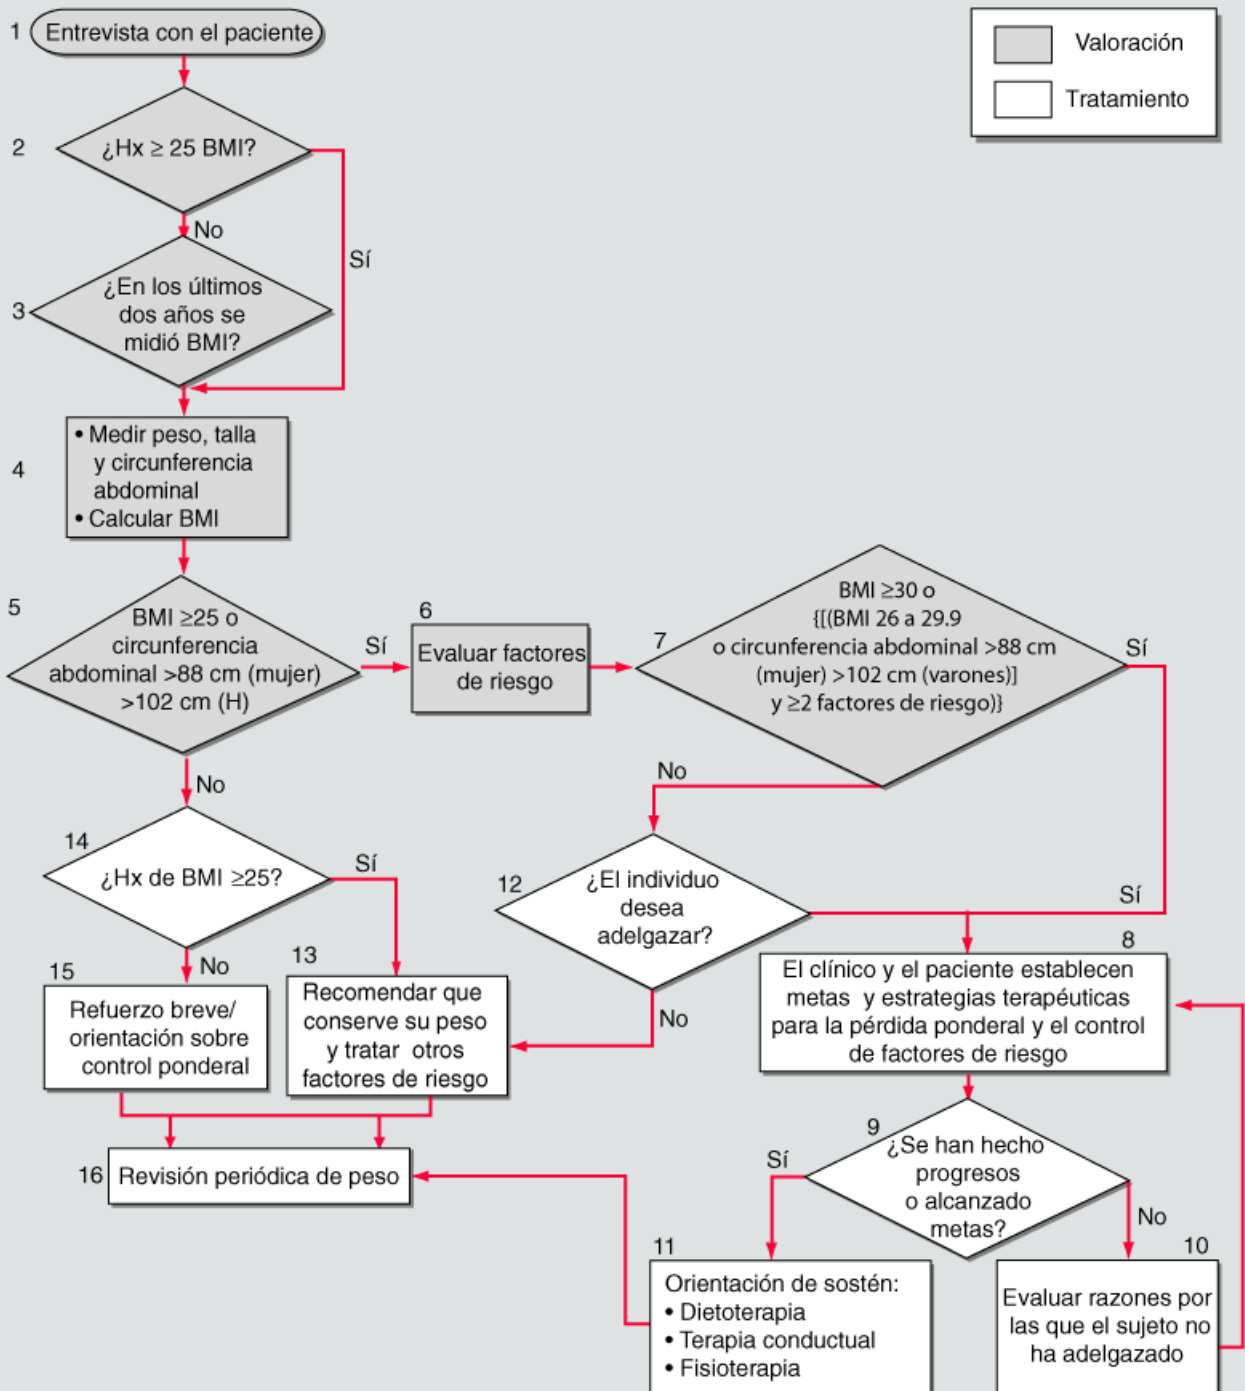 1
Entrevista con el paciente
Valoración
Tratamiento
2
¿Hx ≥ 25 BMI?
No
Sí
3
¿En los últimos
dos años se
midió BMI?
4
• Medir peso, talla
y circunferencia
abdominal
• Calcular BMI
5
BMI ≥25 o
circunferencia
abdominal >88 cm (mujer)
>102 cm (H)
Sí
6
Evaluar factores
de riesgo
7
BMI ≥30 o
{[(BMI 26 a 29.9
o circunferencia abdominal >88 cm
(mujer) >102 cm (varones)]
y ≥2 factores de riesgo)}
Sí
No
No
14
¿Hx de BMI ≥25?
Sí
12
¿El individuo
desea
adelgazar?
Sí
No
No
15
Refuerzo breve/
orientación sobre
control ponderal
13
Recomendar que
conserve su peso
y tratar otros
factores de riesgo
8
El clínico y el paciente establecen
metas y estrategias terapéuticas
para la pérdida ponderal y el control
de factores de riesgo
9
¿Se han hecho
progresos
o alcanzado
metas?
Sí
No
16
Revisión periódica de peso
11
Orientación de sostén:
• Dietoterapia
• Terapia conductual
• Fisioterapia
10
Evaluar razones por
las que el sujeto no
ha adelgazado